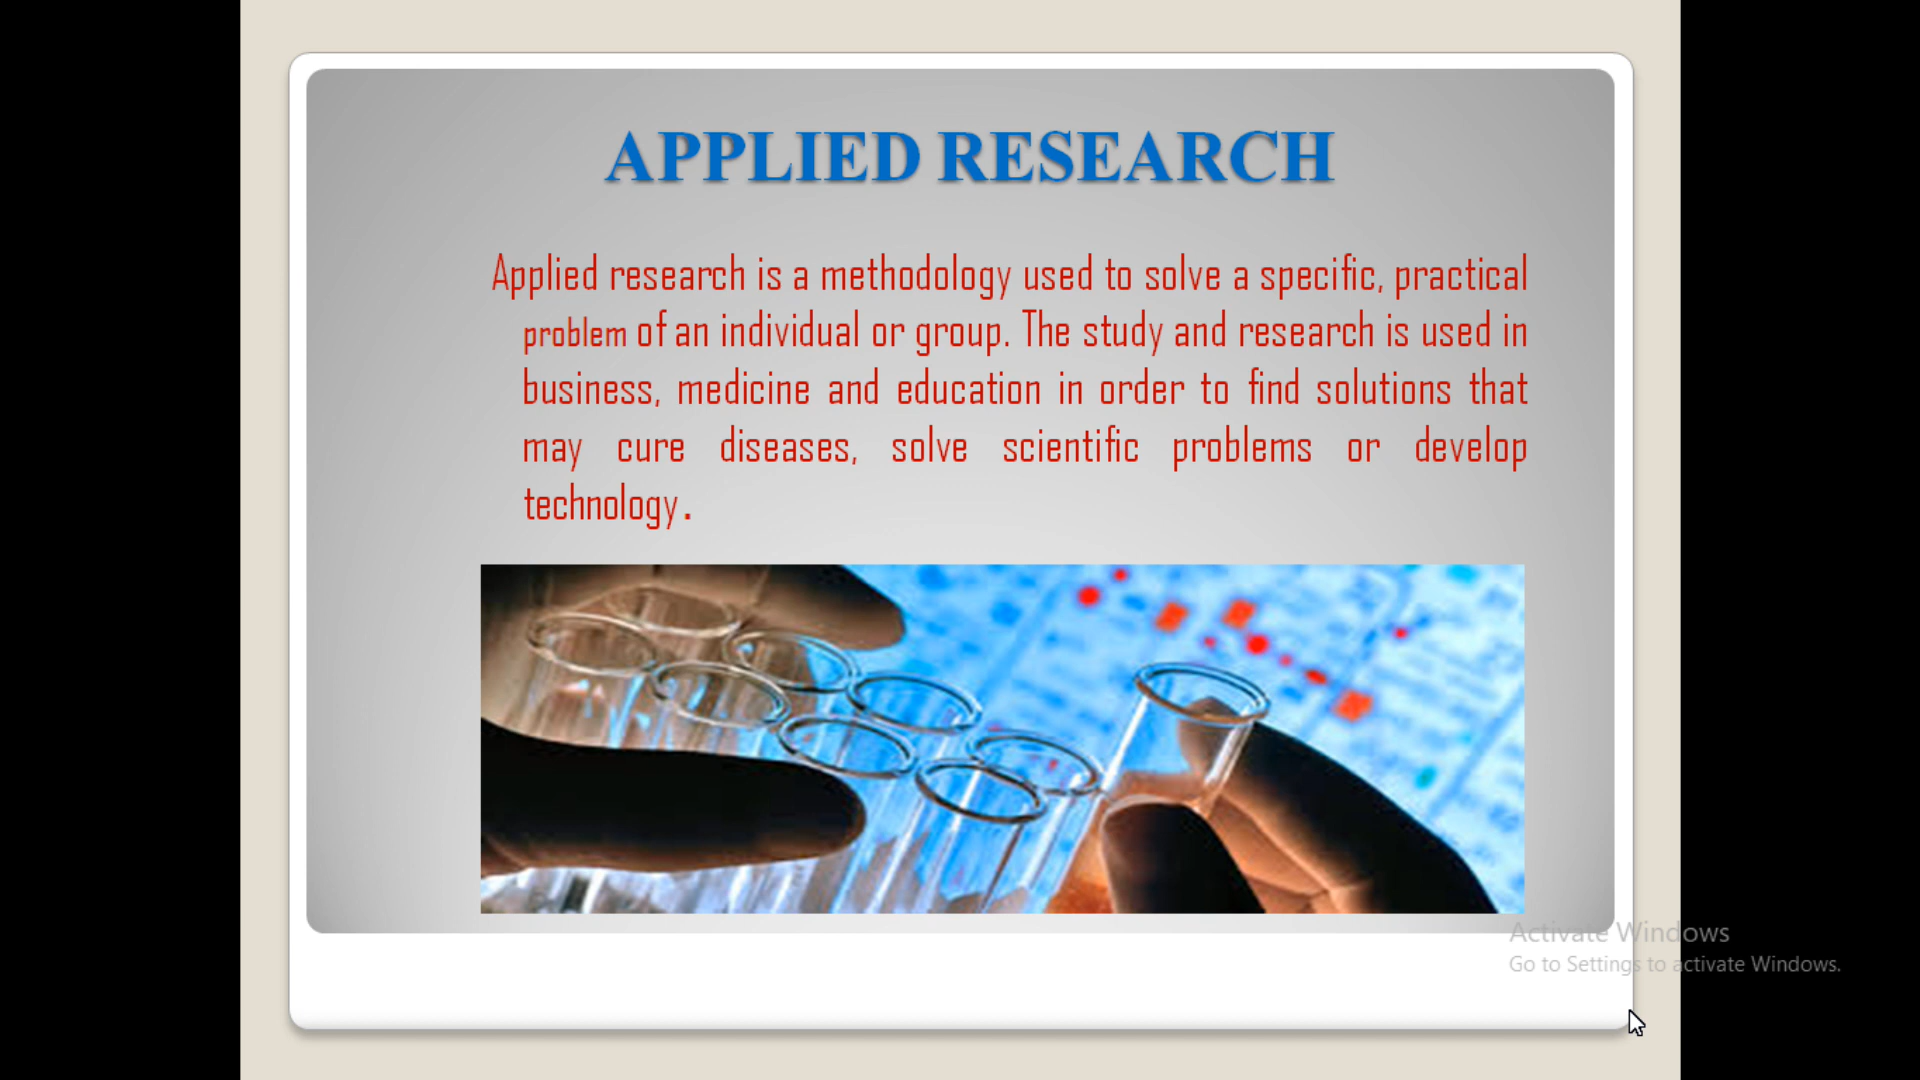 APPLIED RESEARCH
Applied research is a methodology used to solve a specific, practical
problem of an individual or group. The study and research is used in
business, medicine and education in order to find solutions that
may cure diseases, solve scientific problems or develop
technology.
Activate Windows
Go to Settings to activate Windows.